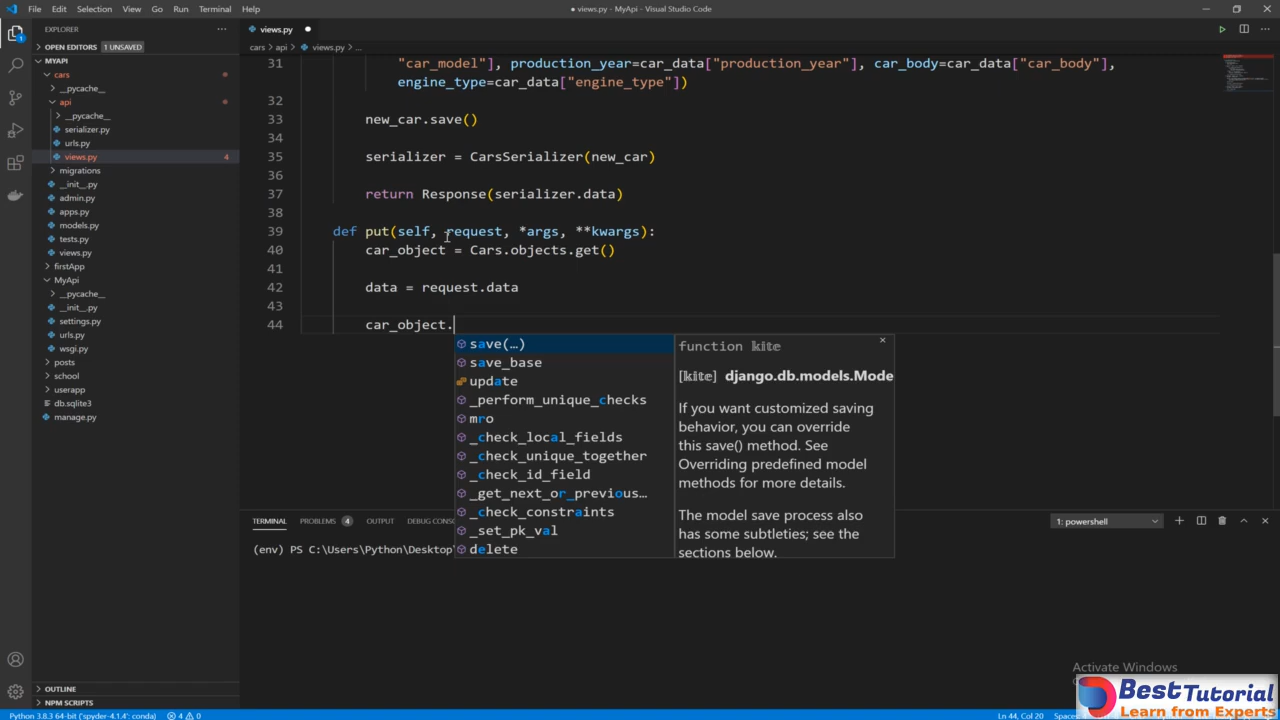 File Edit Selection View Go Run Terminal Help
● views.py - MyApi - Visual Studio Code
EXPLORER
...
OPEN EDITORS 1 UNSAVED
MYAPI
cars
__pycache__
api
__pycache__
serializer.py
urls.py
views.py 4
migrations
__init__.py
admin.py
apps.py
models.py
tests.py
views.py
firstApp
MyApi
__pycache__
__init__.py
settings.py
urls.py
wsgi.py
posts
school
userapp
db.sqlite3
manage.py
OUTLINE
NPM SCRIPTS
views.py ●
cars > api > views.py > ...
31 "car_model"], production_year=car_data["production_year"], car_body=car_data["car_body"],
engine_type=car_data["engine_type"])
32
33 new_car.save()
34
35 serializer = CarsSerializer(new_car)
36
37 return Response(serializer.data)
38
39 def put(self, request, *args, **kwargs):
40 car_object = Cars.objects.get()
41
42 data = request.data
43
44 car_object.
save(…)
save_base
update
_perform_unique_checks
mro
_check_local_fields
_check_unique_together
_check_id_field
_get_next_or_previous…
_check_constraints
_set_pk_val
delete
function kite
[kite] django.db.models.Mode
If you want customized saving
behavior, you can override
this save() method. See
Overriding predefined model
methods for more details.
The model save process also
has some subtleties; see the
sections below.
TERMINAL PROBLEMS 4 OUTPUT DEBUG CONS
1: powershell
(env) PS C:\Users\Python\Desktop
Activate Windows
BestTutorial
Learn from Experts
Python 3.8.3 64-bit ('spyder-4.1.4': conda) 4 0
Ln 44, Col 20